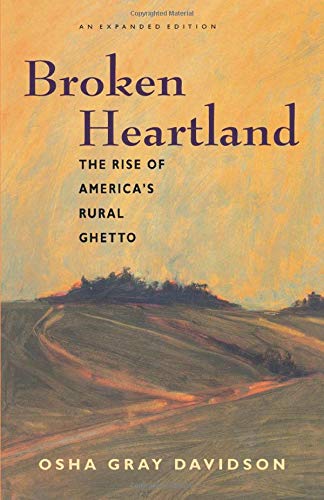 AN EXPANDED EDITION
Broken
Heartland
THE RISE OF
AMERICA'S
RURAL
GHETTO
OSHA GRAY DAVIDSON